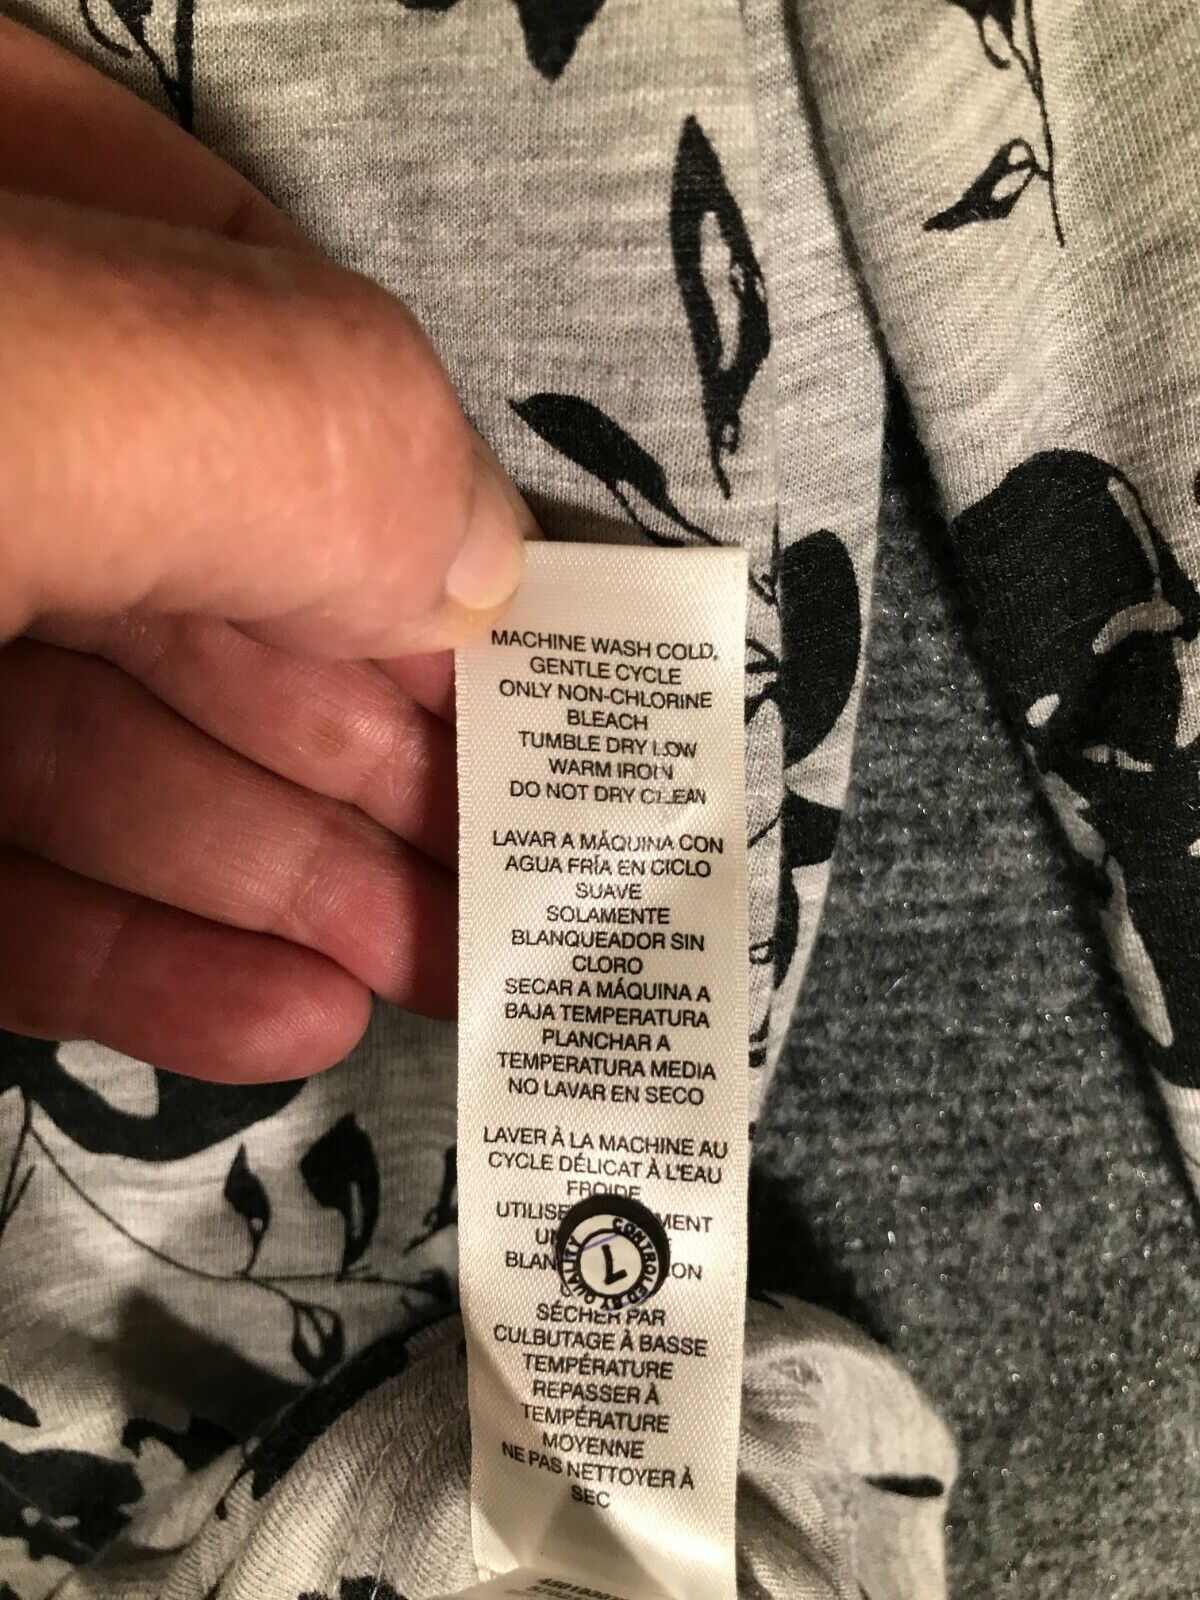 MACHINE WASH COLD,
GENTLE CYCLE
ONLY NON-CHLORINE
BLEACH
TUMBLE DRY LOW
WARM IRON
DO NOT DRY CLEAN
LAVAR A MÁQUINA CON
AGUA FRÍA EN CICLO
SUAVE
SOLAMENTE
BLANQUEADOR SIN
CLORO
SECAR A MÁQUINA A
BAJA TEMPERATURA
PLANCHAR A
TEMPERATURA MEDIA
NO LAVAR EN SECO
LAVER À LA MACHINE AU
CYCLE DÉLICAT À L'EAU
FROIDE
CONTROLED BY QUALITY
SÉCHER PAR
CULBUTAGE À BASSE
TEMPÉRATURE
REPASSER À
TEMPÉRATURE
MOYENNE
NE PAS NETTOYER À
SEC